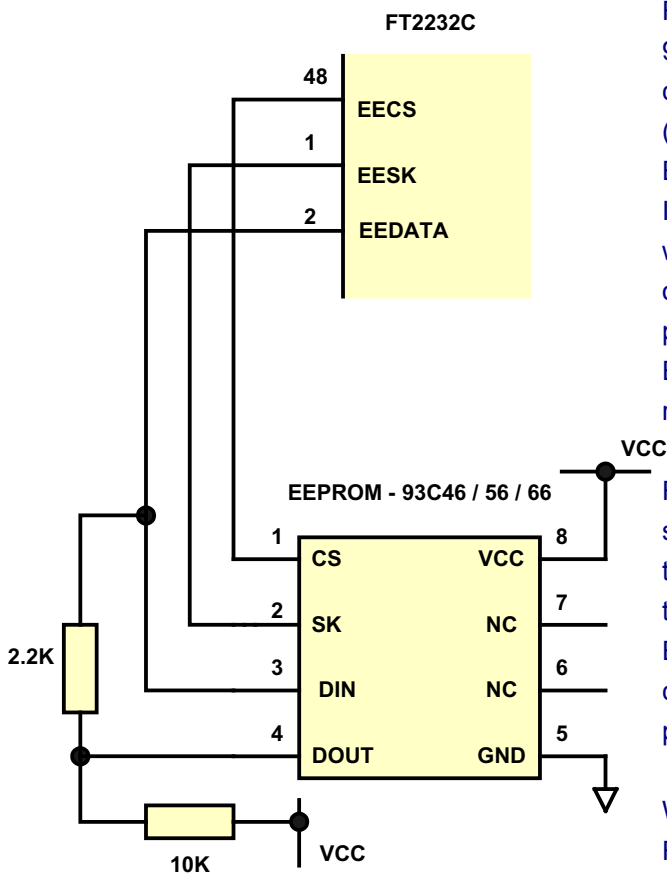 FT2232C
48
EECS
1
EESK
2
EEDATA
VCC
EEPROM - 93C46 / 56 / 66
1
CS
VCC
8
2
SK
NC
7
2.2K
3
DIN
NC
6
4
DOUT
GND
5
VCC
10K